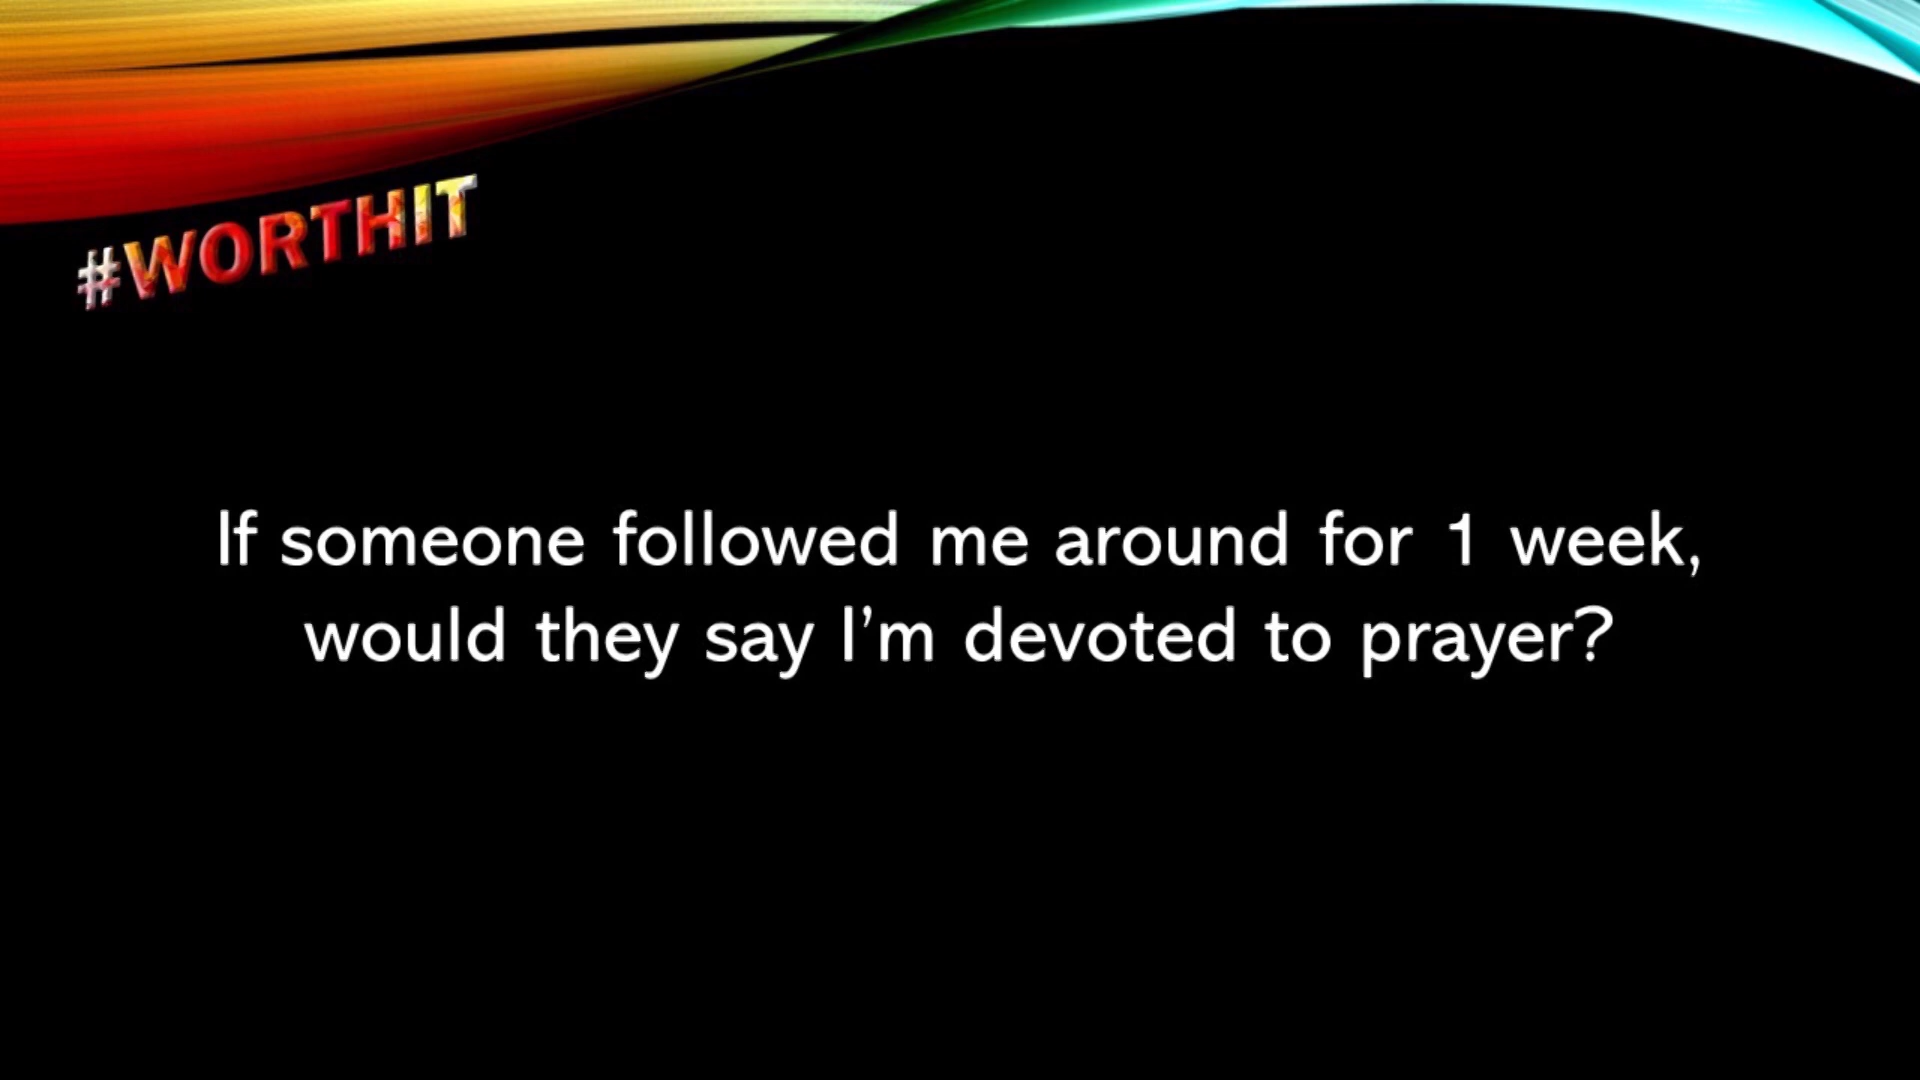 #WORTHIT
If someone followed me around for 1 week,
would they say I’m devoted to prayer?